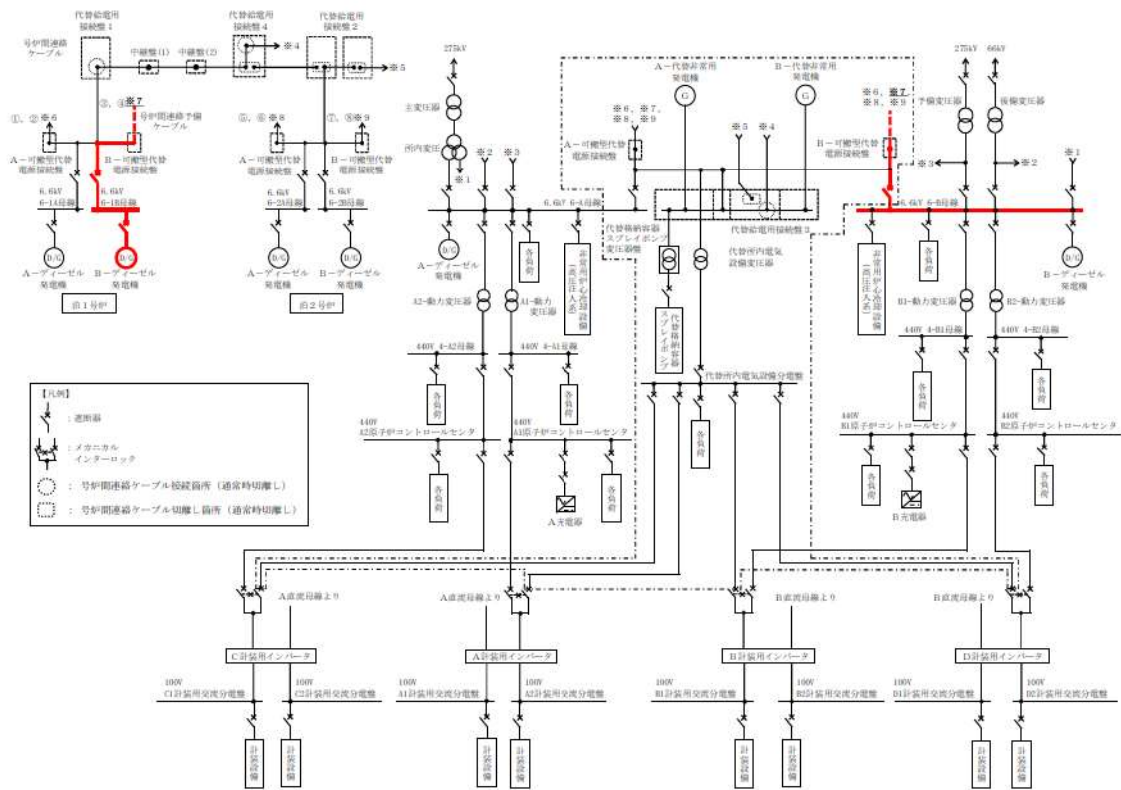 代替給電用
接続盤1
代替給電用
接続盤4
代替給電用
接続盤2
号炉間連絡
ケーブル
中継盤(1)
中継盤(2)
※4
※5
③、④※7
号炉間連絡予備
ケーブル
①、②※6
⑤、⑥※8
⑦、⑧※9
A－可搬型代替
電源接続盤
B－可搬型代替
電源接続盤
A－可搬型代替
電源接続盤
B－可搬型代替
電源接続盤
6.6kV
6-1A母線
6.6kV
6-1B母線
6.6kV
6-2A母線
6.6kV
6-2B母線
D/G
D/G
D/G
D/G
A－ディーゼル
発電機
B－ディーゼル
発電機
A－ディーゼル
発電機
B－ディーゼル
発電機
泊1号炉
泊2号炉
275kV
主変圧器
所内変圧
※1
※2
※3
A－代替非常用
発電機
G
B－代替非常用
発電機
G
※6、※7、
※8、※9
A－可搬型代替
電源接続盤
※5
※4
B－可搬型代替
電源接続盤
※6、※7
※8、※9
275kV
66kV
予備変圧器
後備変圧器
※3
※2
※1
6.6kV 6-A母線
6.6kV 6-B母線
代替給電用接続盤3
代替格納容器
スプレイポンプ
変圧器盤
代替所内電気
設備変圧器
D/G
A－ディーゼル
発電機
各負荷
非常用炉心冷却設備
(高圧注入系)
代替格納容器
スプレイポンプ
非常用炉心冷却設備
(高圧注入系)
各負荷
D/G
B－ディーゼル
発電機
A2-動力変圧器
A1-動力
変圧器
B1-動力変圧器
B2-動力変圧器
440V 4-A2母線
440V 4-A1母線
代替所内電気設備分電盤
440V 4-B1母線
440V 4-B2母線
各負荷
各負荷
各負荷
各負荷
各負荷
440V
A2原子炉コントロールセンタ
440V
A1原子炉コントロールセンタ
440V
B1原子炉コントロールセンタ
440V
B2原子炉コントロールセンタ
各負荷
各負荷
A充電器
各負荷
各負荷
B充電器
【凡例】
：遮断器
：メカニカル
インターロック
： 号炉間連絡ケーブル接続箇所（通常時切離し）
： 号炉間連絡ケーブル切離し箇所（通常時切離し）
A直流母線より
A直流母線より
B直流母線より
B直流母線より
C計装用インバータ
A計装用インバータ
B計装用インバータ
D計装用インバータ
100V
C1計装用交流分電盤
100V
C2計装用交流分電盤
100V
A1計装用交流分電盤
100V
A2計装用交流分電盤
100V
B1計装用交流分電盤
100V
B2計装用交流分電盤
100V
D1計装用交流分電盤
100V
D2計装用交流分電盤
計装設備
計装設備
計装設備
計装設備
計装設備
計装設備
計装設備
計装設備